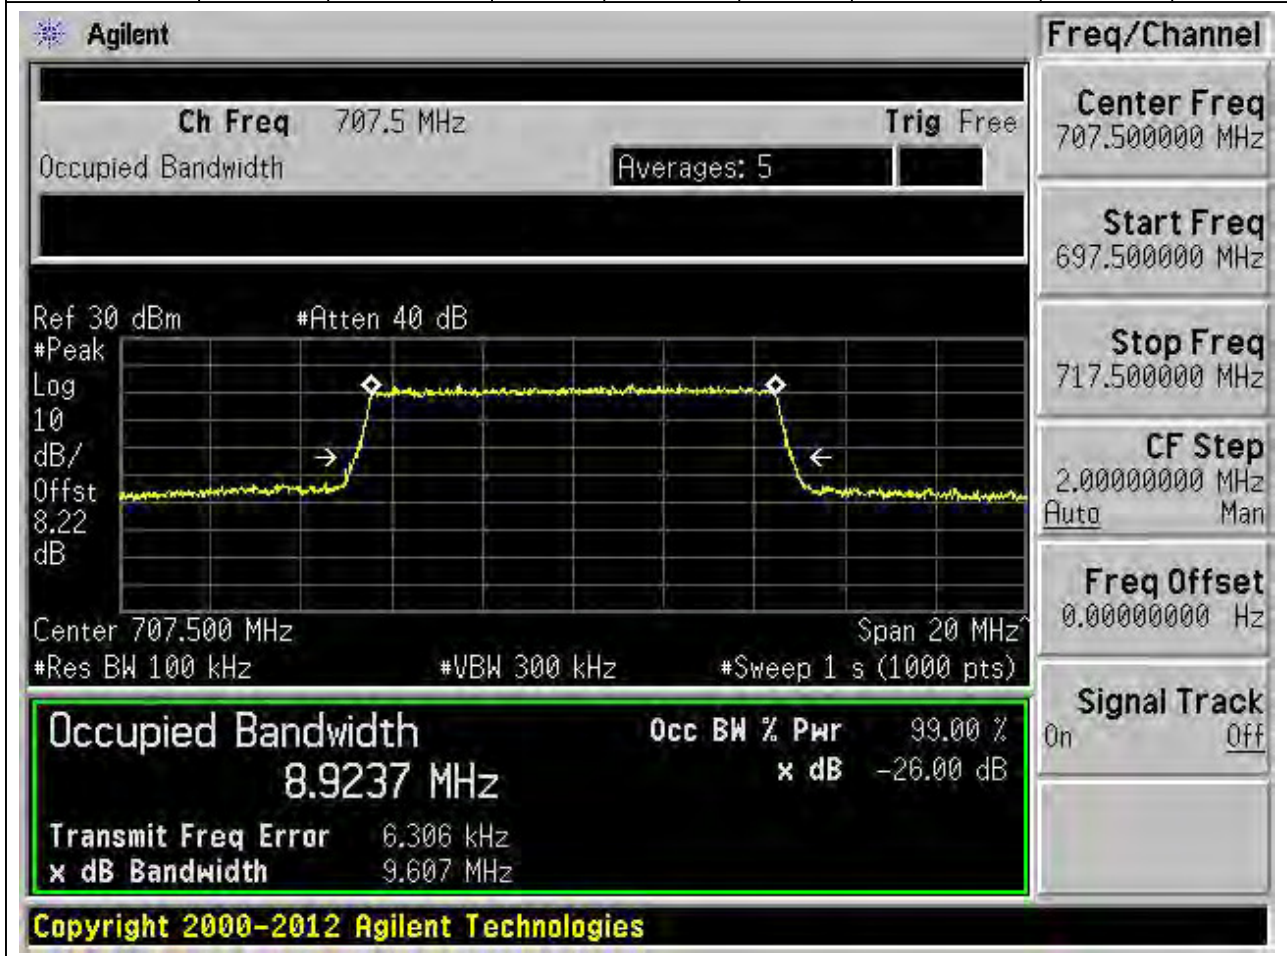 Agilent
Freq/Channel
Ch Freq 707.5 MHz Trig Free
Occupied Bandwidth Averages: 5
Center Freq
707.500000 MHz
Start Freq
697.500000 MHz
Stop Freq
717.500000 MHz
CF Step
2.00000000 MHz
Auto Man
Freq Offset
0.00000000 Hz
Signal Track
On Off
Ref 30 dBm #Atten 40 dB
#Peak
Log
10
dB/
Offst
8.22
dB
Center 707.500 MHz Span 20 MHz^
#Res BW 100 kHz #VBW 300 kHz #Sweep 1 s (1000 pts)
Occupied Bandwidth Occ BW % Pwr 99.00 %
8.9237 MHz x dB -26.00 dB
Transmit Freq Error 6.306 kHz
x dB Bandwidth 9.607 MHz
Copyright 2000-2012 Agilent Technologies